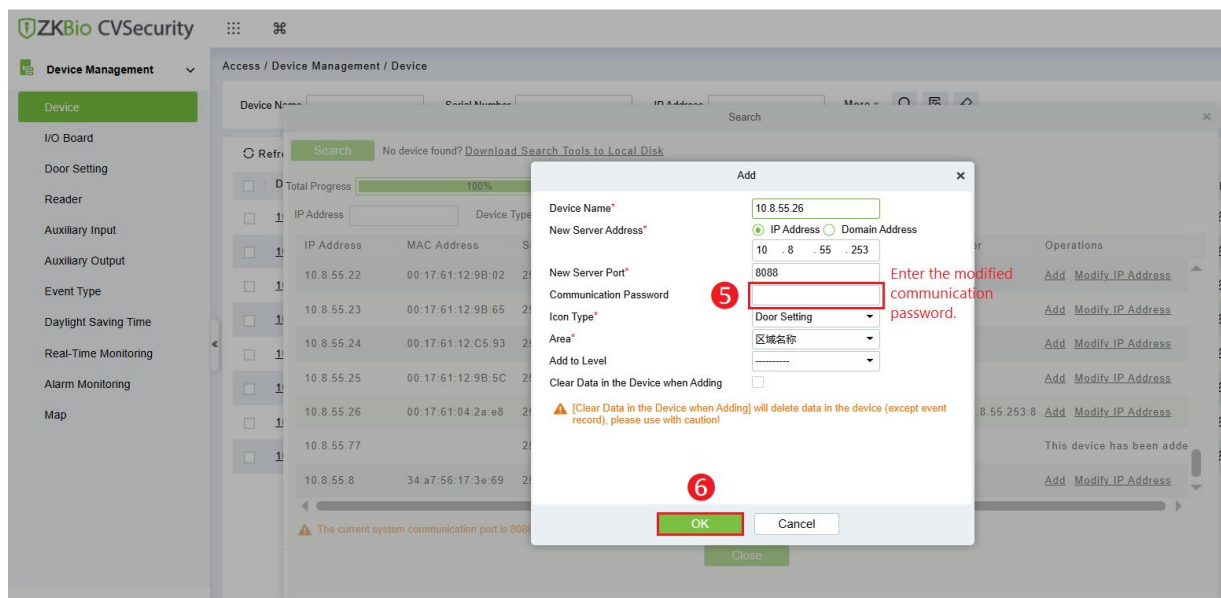 ZKBio CVSecurity
Device Management
Access / Device Management / Device
Device
I/O Board
Door Setting
Reader
Auxiliary Input
Auxiliary Output
Event Type
Daylight Saving Time
Real-Time Monitoring
Alarm Monitoring
Map
Device Name
Serial Number
IP Address
More
Search
Search
No device found? Download Search Tools to Local Disk
Total Progress
100%
IP Address
Device Type
IP Address MAC Address Operations
10.8.55.22 00:17:61:12:9B:02 Add Modify IP Address
10.8.55.23 00:17:61:12:9B:65 Add Modify IP Address
10.8.55.24 00:17:61:12:C5:93 Add Modify IP Address
10.8.55.25 00:17:61:12:9B:5C Add Modify IP Address
10.8.55.26 00:17:61:04:2a:e8 .8.55.253:8 Add Modify IP Address
10.8.55.77 This device has been adde
10.8.55.8 34:a7:56:17:3e:69 Add Modify IP Address
The current system communication port is 8088
Close
Add
Device Name* 10.8.55.26
New Server Address* IP Address Domain Address
10 . 8 . 55 . 253
New Server Port* 8088
Communication Password
5
Enter the modified
communication
password.
Icon Type* Door Setting
Area* 区域名称
Add to Level ----------
Clear Data in the Device when Adding
[Clear Data in the Device when Adding] will delete data in the device (except event
record), please use with caution!
6
OK
Cancel